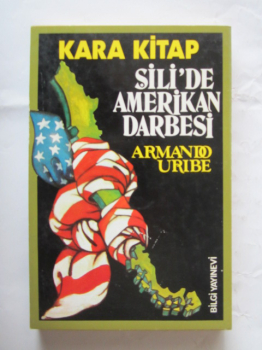 KARA KİTAP
ŞİLİ'DE
AMERİKAN
DARBESİ
ARMANDO
URIBE
BİLGİ YAYINEVİ